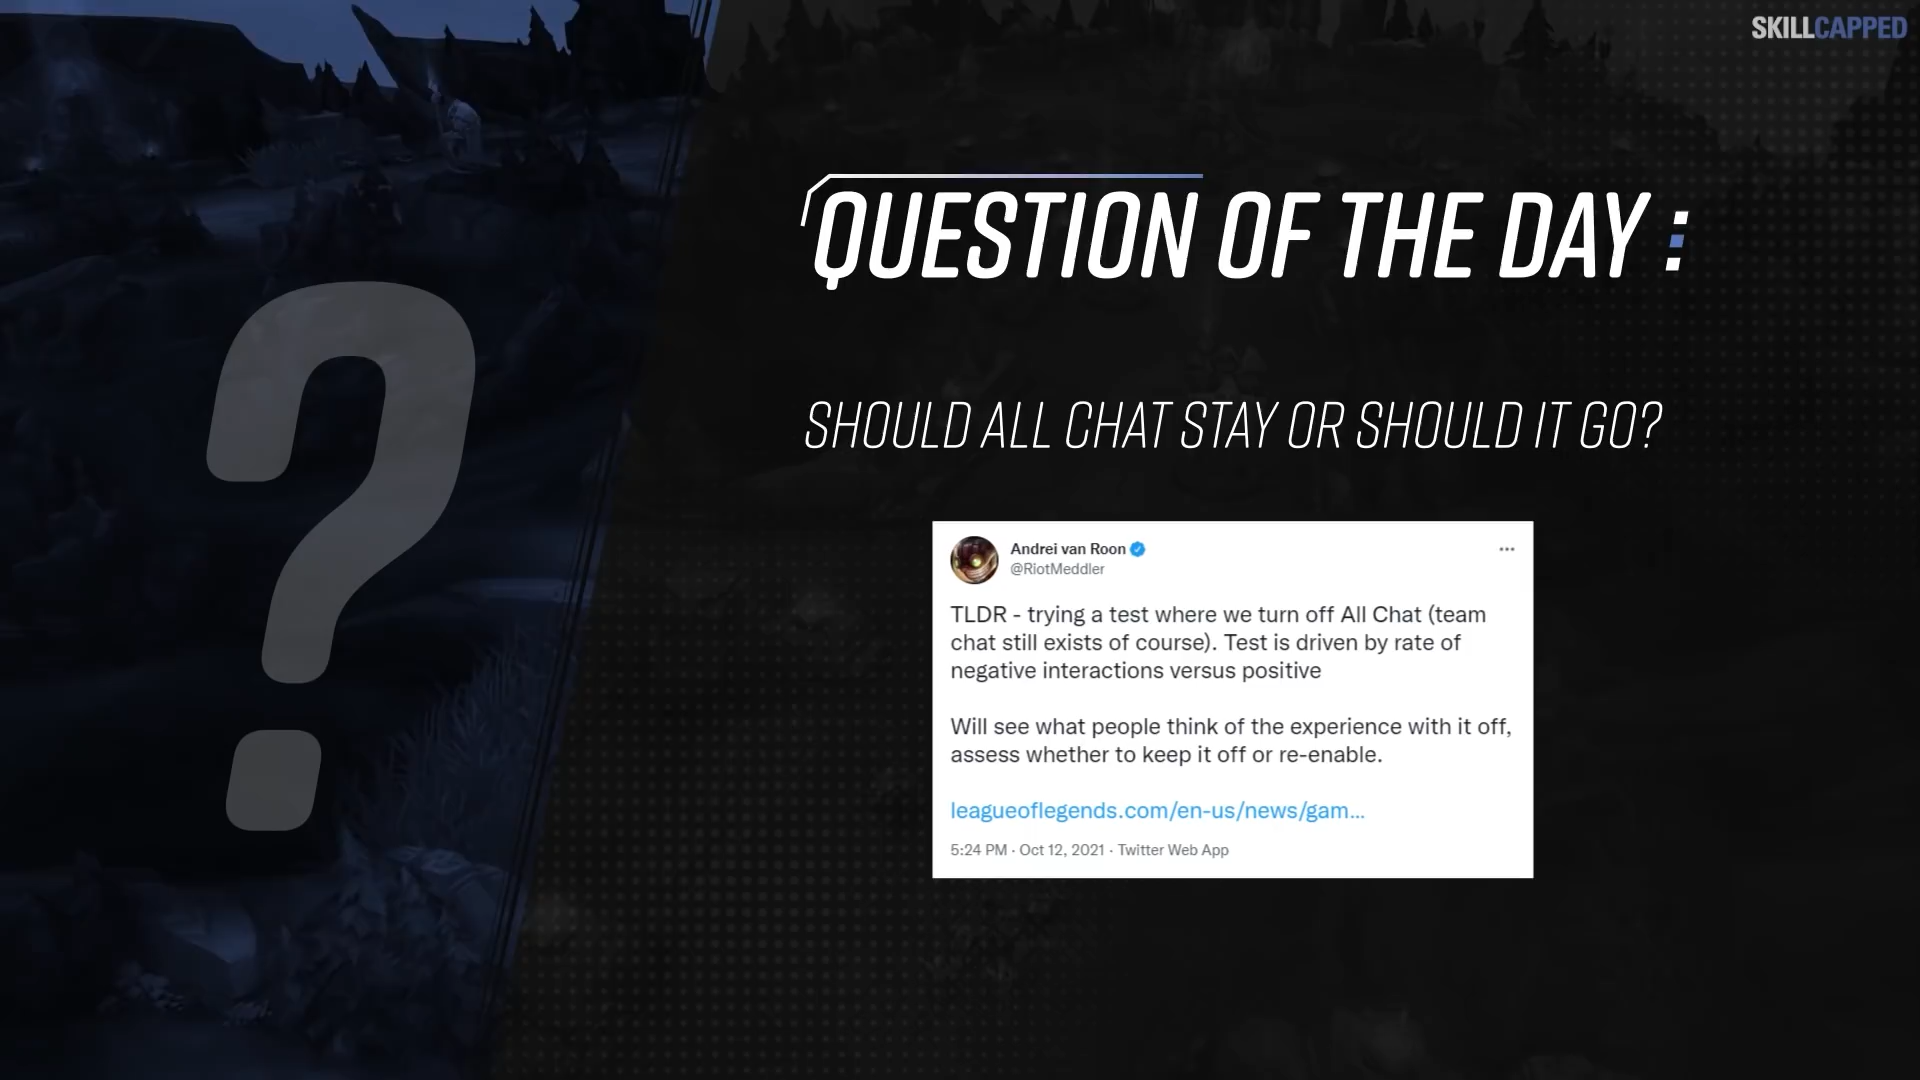 SKILLCAPPED
QUESTION OF THE DAY :
SHOULD ALL CHAT STAY OR SHOULD IT GO?
Andrei van Roon
@RiotMeddler
TLDR - trying a test where we turn off All Chat (team
chat still exists of course). Test is driven by rate of
negative interactions versus positive
Will see what people think of the experience with it off,
assess whether to keep it off or re-enable.
leagueoflegends.com/en-us/news/gam...
5:24 PM · Oct 12, 2021 · Twitter Web App